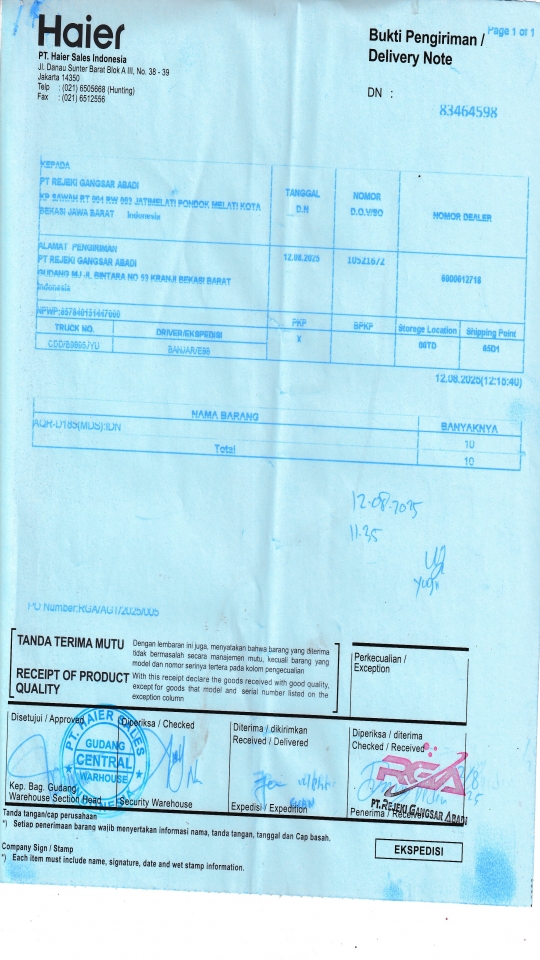 Haier
PT. Haier Sales Indonesia
Jl. Danau Sunter Barat Blok A III, No. 38 - 39
Jakarta 14350
Telp : (021) 6505668 (Hunting)
Fax : (021) 6512556
Page 1 of 1
Bukti Pengiriman /
Delivery Note
DN :
83464598
KEPADA
PT REJEKI GANGSAR ABADI
KP SAWAH RT 004 RW 003 JATIMELATI PONDOK MELATI KOTA
BEKASI JAWA BARAT Indonesia
TANGGAL
D.N
NOMOR
D.O.V/SO
NOMOR DEALER
ALAMAT PENGIRIMAN
PT REJEKI GANGSAR ABADI
GUDANG MJ JL BINTARA NO 53 KRANJI BEKASI BARAT
Indonesia
12.08.2025
10521672
6000012718
TRUCK NO.
DRIVER/EKSPEDISI
PKP
BPKP
Storage Location
Shipping Point
BANJAR/E98
X
12.08.2025(12:15:40)
NAMA BARANG
BANYAKNYA
AQR-D185(MDS):IDN
10
Total
10
12-08-2025
11.35
PO Number:RGA/AGT/2025/005
TANDA TERIMA MUTU
Dengan lembaran ini juga, menyatakan bahwa barang yang diterima
tidak bermasalah secara manajemen mutu, kecuali barang yang
model dan nomor serinya tertera pada kolom pengecualian
RECEIPT OF PRODUCT
QUALITY
With this receipt declare the goods received with good quality,
except for goods that model and serial number listed on the
exception column
Perkecualian /
Exception
Disetujui / Approved
Diperiksa / Checked
Diterima / dikirimkan
Received / Delivered
Diperiksa / diterima
Checked / Received
PT. HAIER SALES
GUDANG
CENTRAL
WARHOUSE
INDONESIA
RGA
PT. REJEKI GANGSAR ABADI
Kep. Bag. Gudang
Warehouse Section Head
Security Warehouse
Expedisi / Expedition
Penerima / Receiver
Tanda tangan/cap perusahaan
*) Setiap penerimaan barang wajib menyertakan informasi nama, tanda tangan, tanggal dan Cap basah.
Company Sign / Stamp
*) Each item must include name, signature, date and wet stamp information.
EKSPEDISI